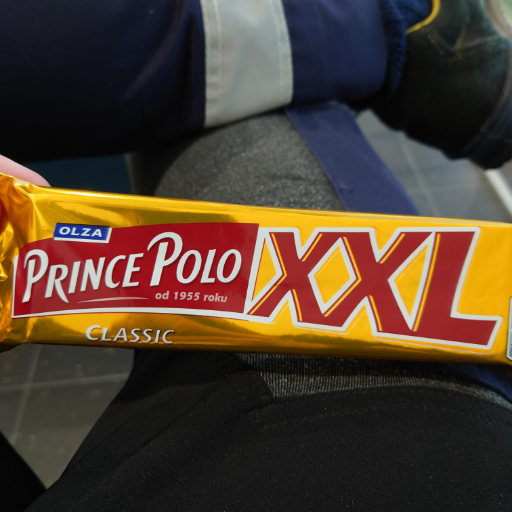 OLZA
PRINCE POLO XXL
od 1955 roku
CLASSIC